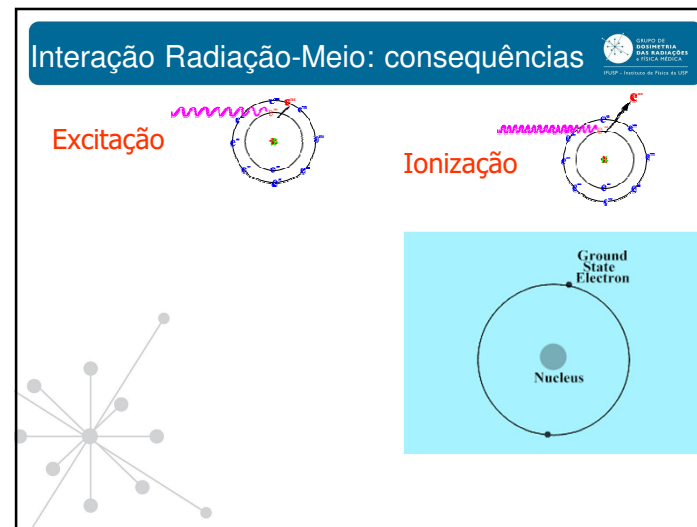 Interação Radiação-Meio: consequências
GRUPO DE
DOSIMETRIA
DAS RADIAÇÕES
e FÍSICA MÉDICA
IFUSP - Instituto de Física da USP
Excitação
Ionização
Ground
State
Electron
Nucleus